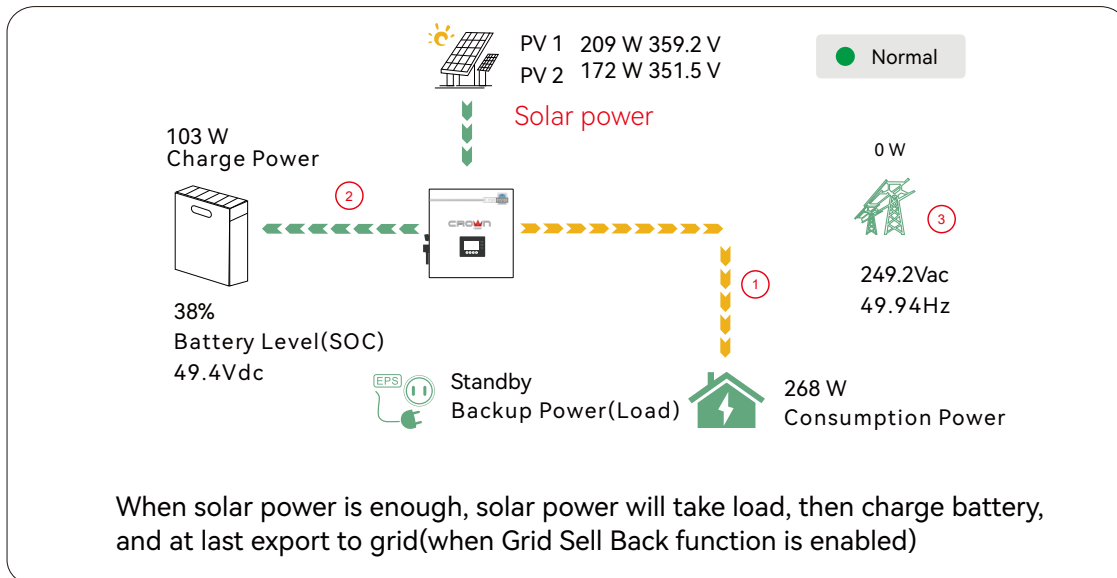 PV 1 209 W 359.2 V
PV 2 172 W 351.5 V
Normal
Solar power
103 W
Charge Power
0 W
2
CROWN
3
1
249.2Vac
49.94Hz
38%
Battery Level(SOC)
49.4Vdc
EPS
Standby
Backup Power(Load)
268 W
Consumption Power
When solar power is enough, solar power will take load, then charge battery,
and at last export to grid(when Grid Sell Back function is enabled)